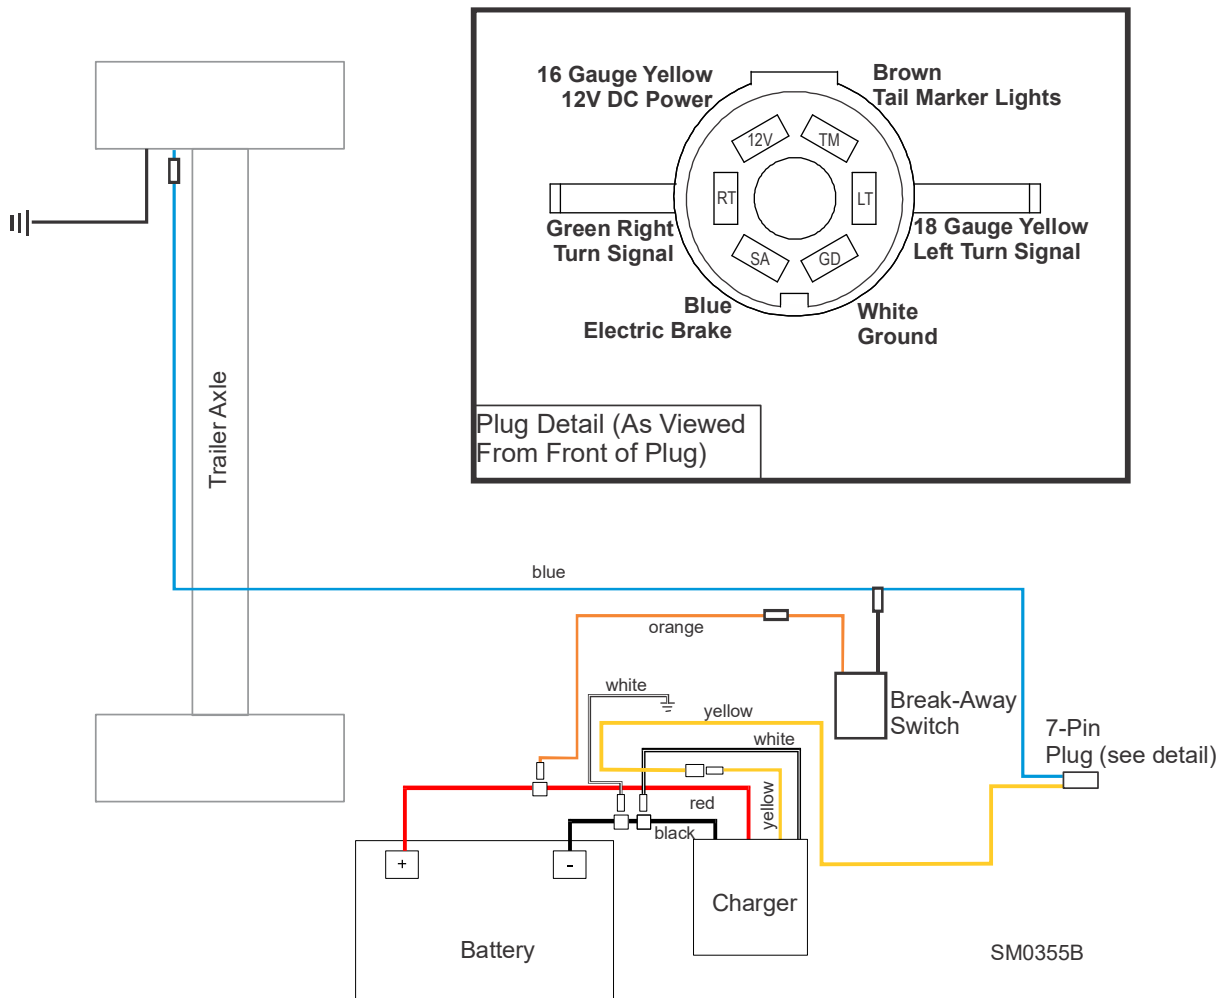 16 Gauge Yellow
12V DC Power
Brown
Tail Marker Lights
12V
TM
RT
LT
SA
GD
Green Right
Turn Signal
18 Gauge Yellow
Left Turn Signal
Blue
Electric Brake
White
Ground
Plug Detail (As Viewed
From Front of Plug)
Trailer Axle
blue
orange
white
yellow
white
Break-Away
Switch
7-Pin
Plug (see detail)
red
yellow
black
+
-
Charger
Battery
SM0355B